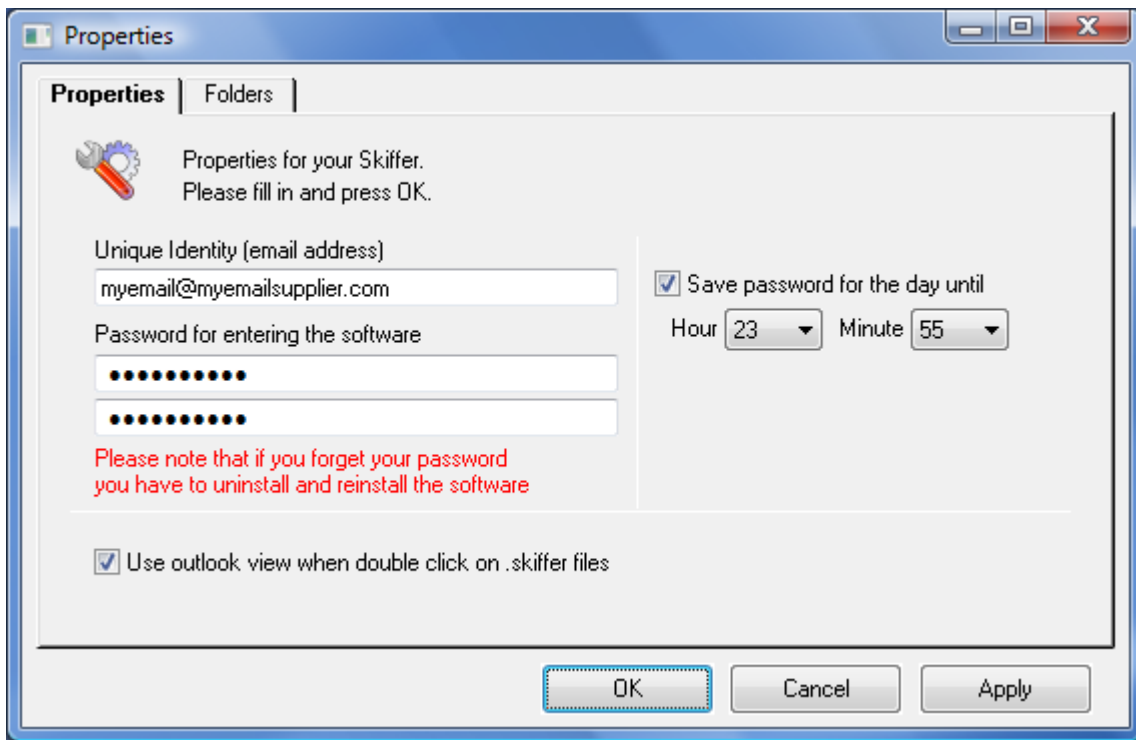 Properties
Properties Folders
Properties for your Skiffer.
Please fill in and press OK.
Unique Identity (email address)
myemail@myemailsupplier.com
Password for entering the software
●●●●●●●●●●
●●●●●●●●●●
Please note that if you forget your password
you have to uninstall and reinstall the software
Save password for the day until
Hour 23 Minute 55
Use outlook view when double click on .skiffer files
OK Cancel Apply